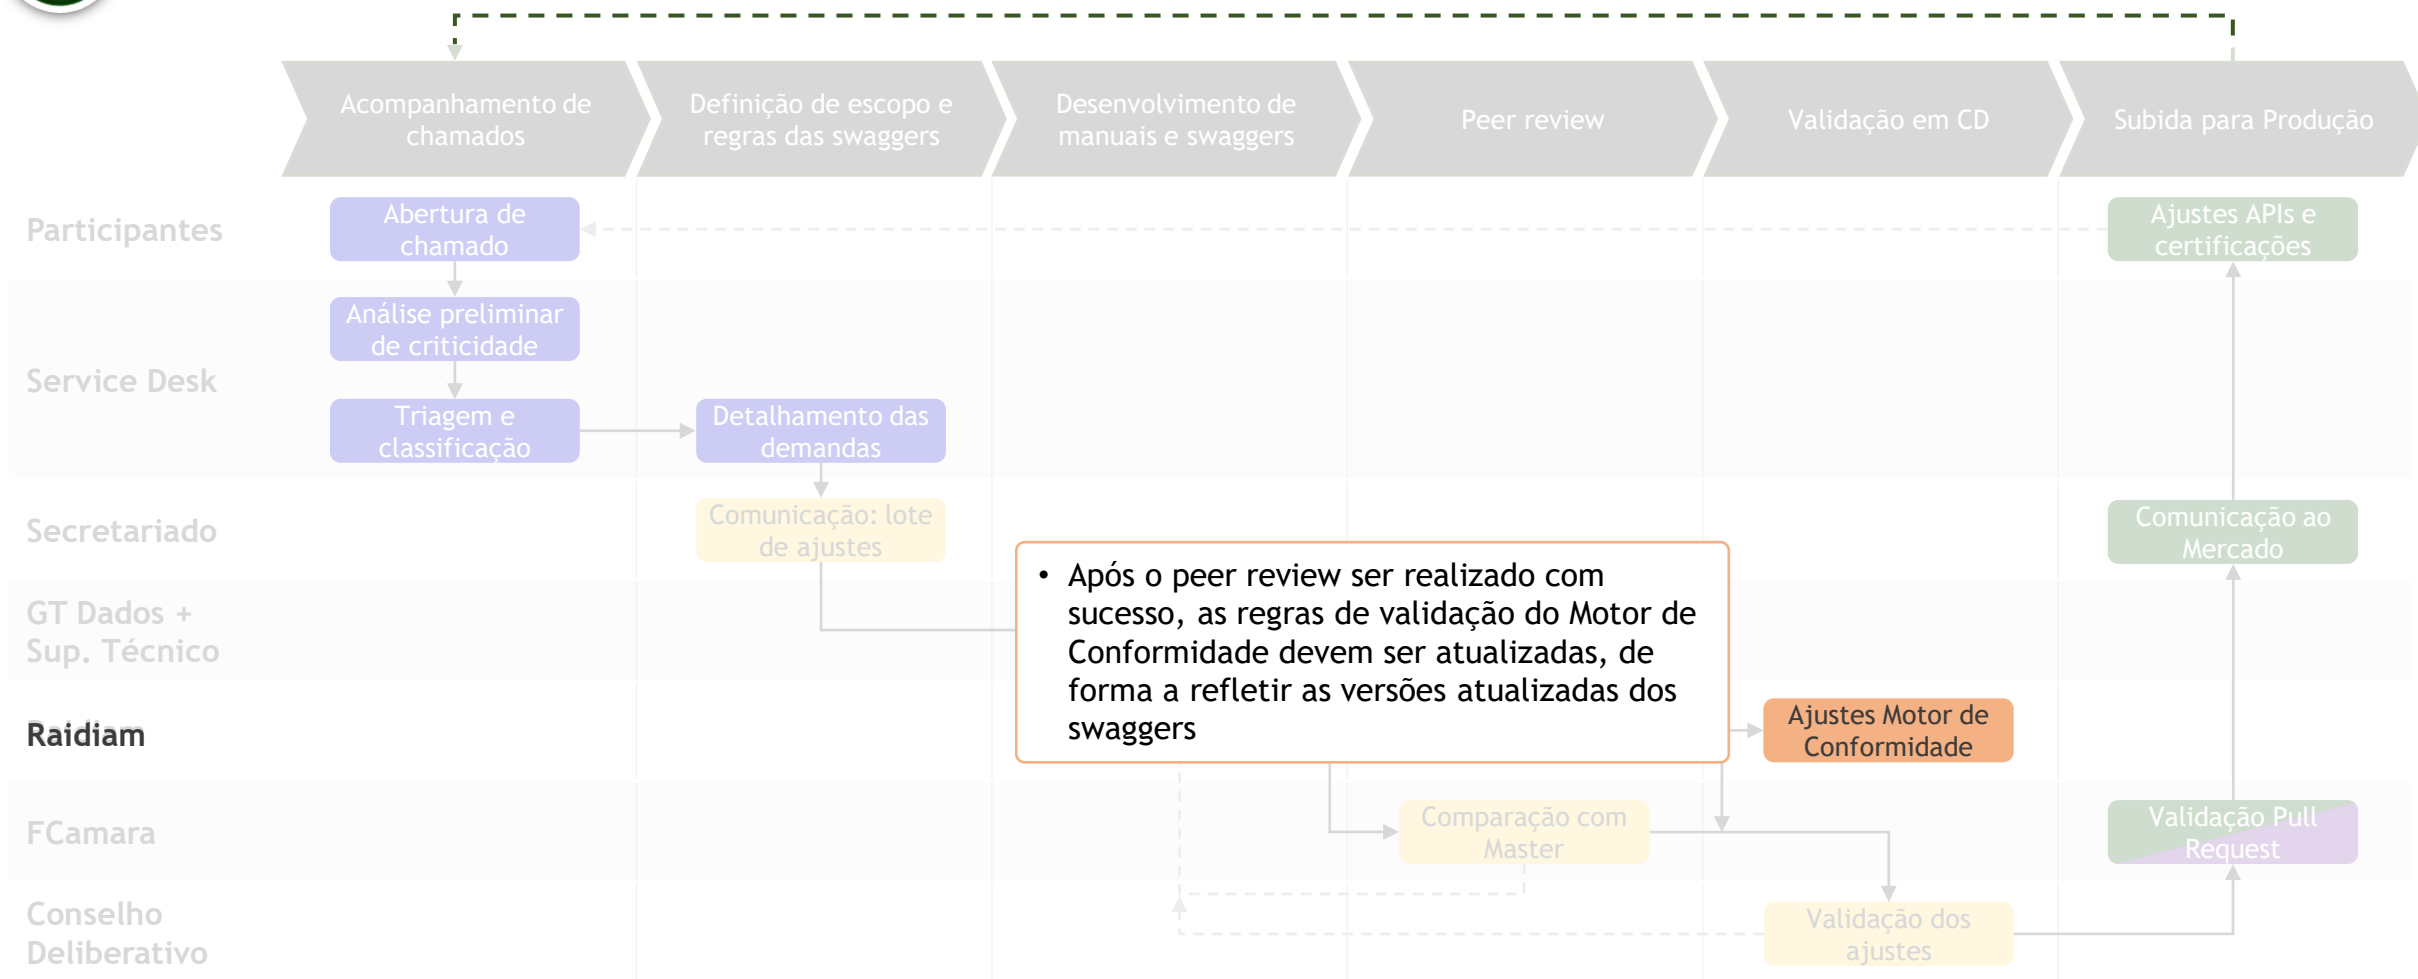 Acompanhamento de
chamados
Definição de escopo e
regras das swaggers
Desenvolvimento de
manuais e swaggers
Peer review
Validação em CD
Subida para Produção
Participantes
Abertura de
chamado
Ajustes APIs e
certificações
Service Desk
Análise preliminar
de criticidade
Triagem e
classificação
Detalhamento das
demandas
Secretariado
Comunicação: lote
de ajustes
Comunicação ao
Mercado
GT Dados +
Sup. Técnico
• Após o peer review ser realizado com
sucesso, as regras de validação do Motor de
Conformidade devem ser atualizadas, de
forma a refletir as versões atualizadas dos
swaggers
Raidiam
Ajustes Motor de
Conformidade
FCamara
Comparação com
Master
Validação Pull
Request
Conselho
Deliberativo
Validação dos
ajustes